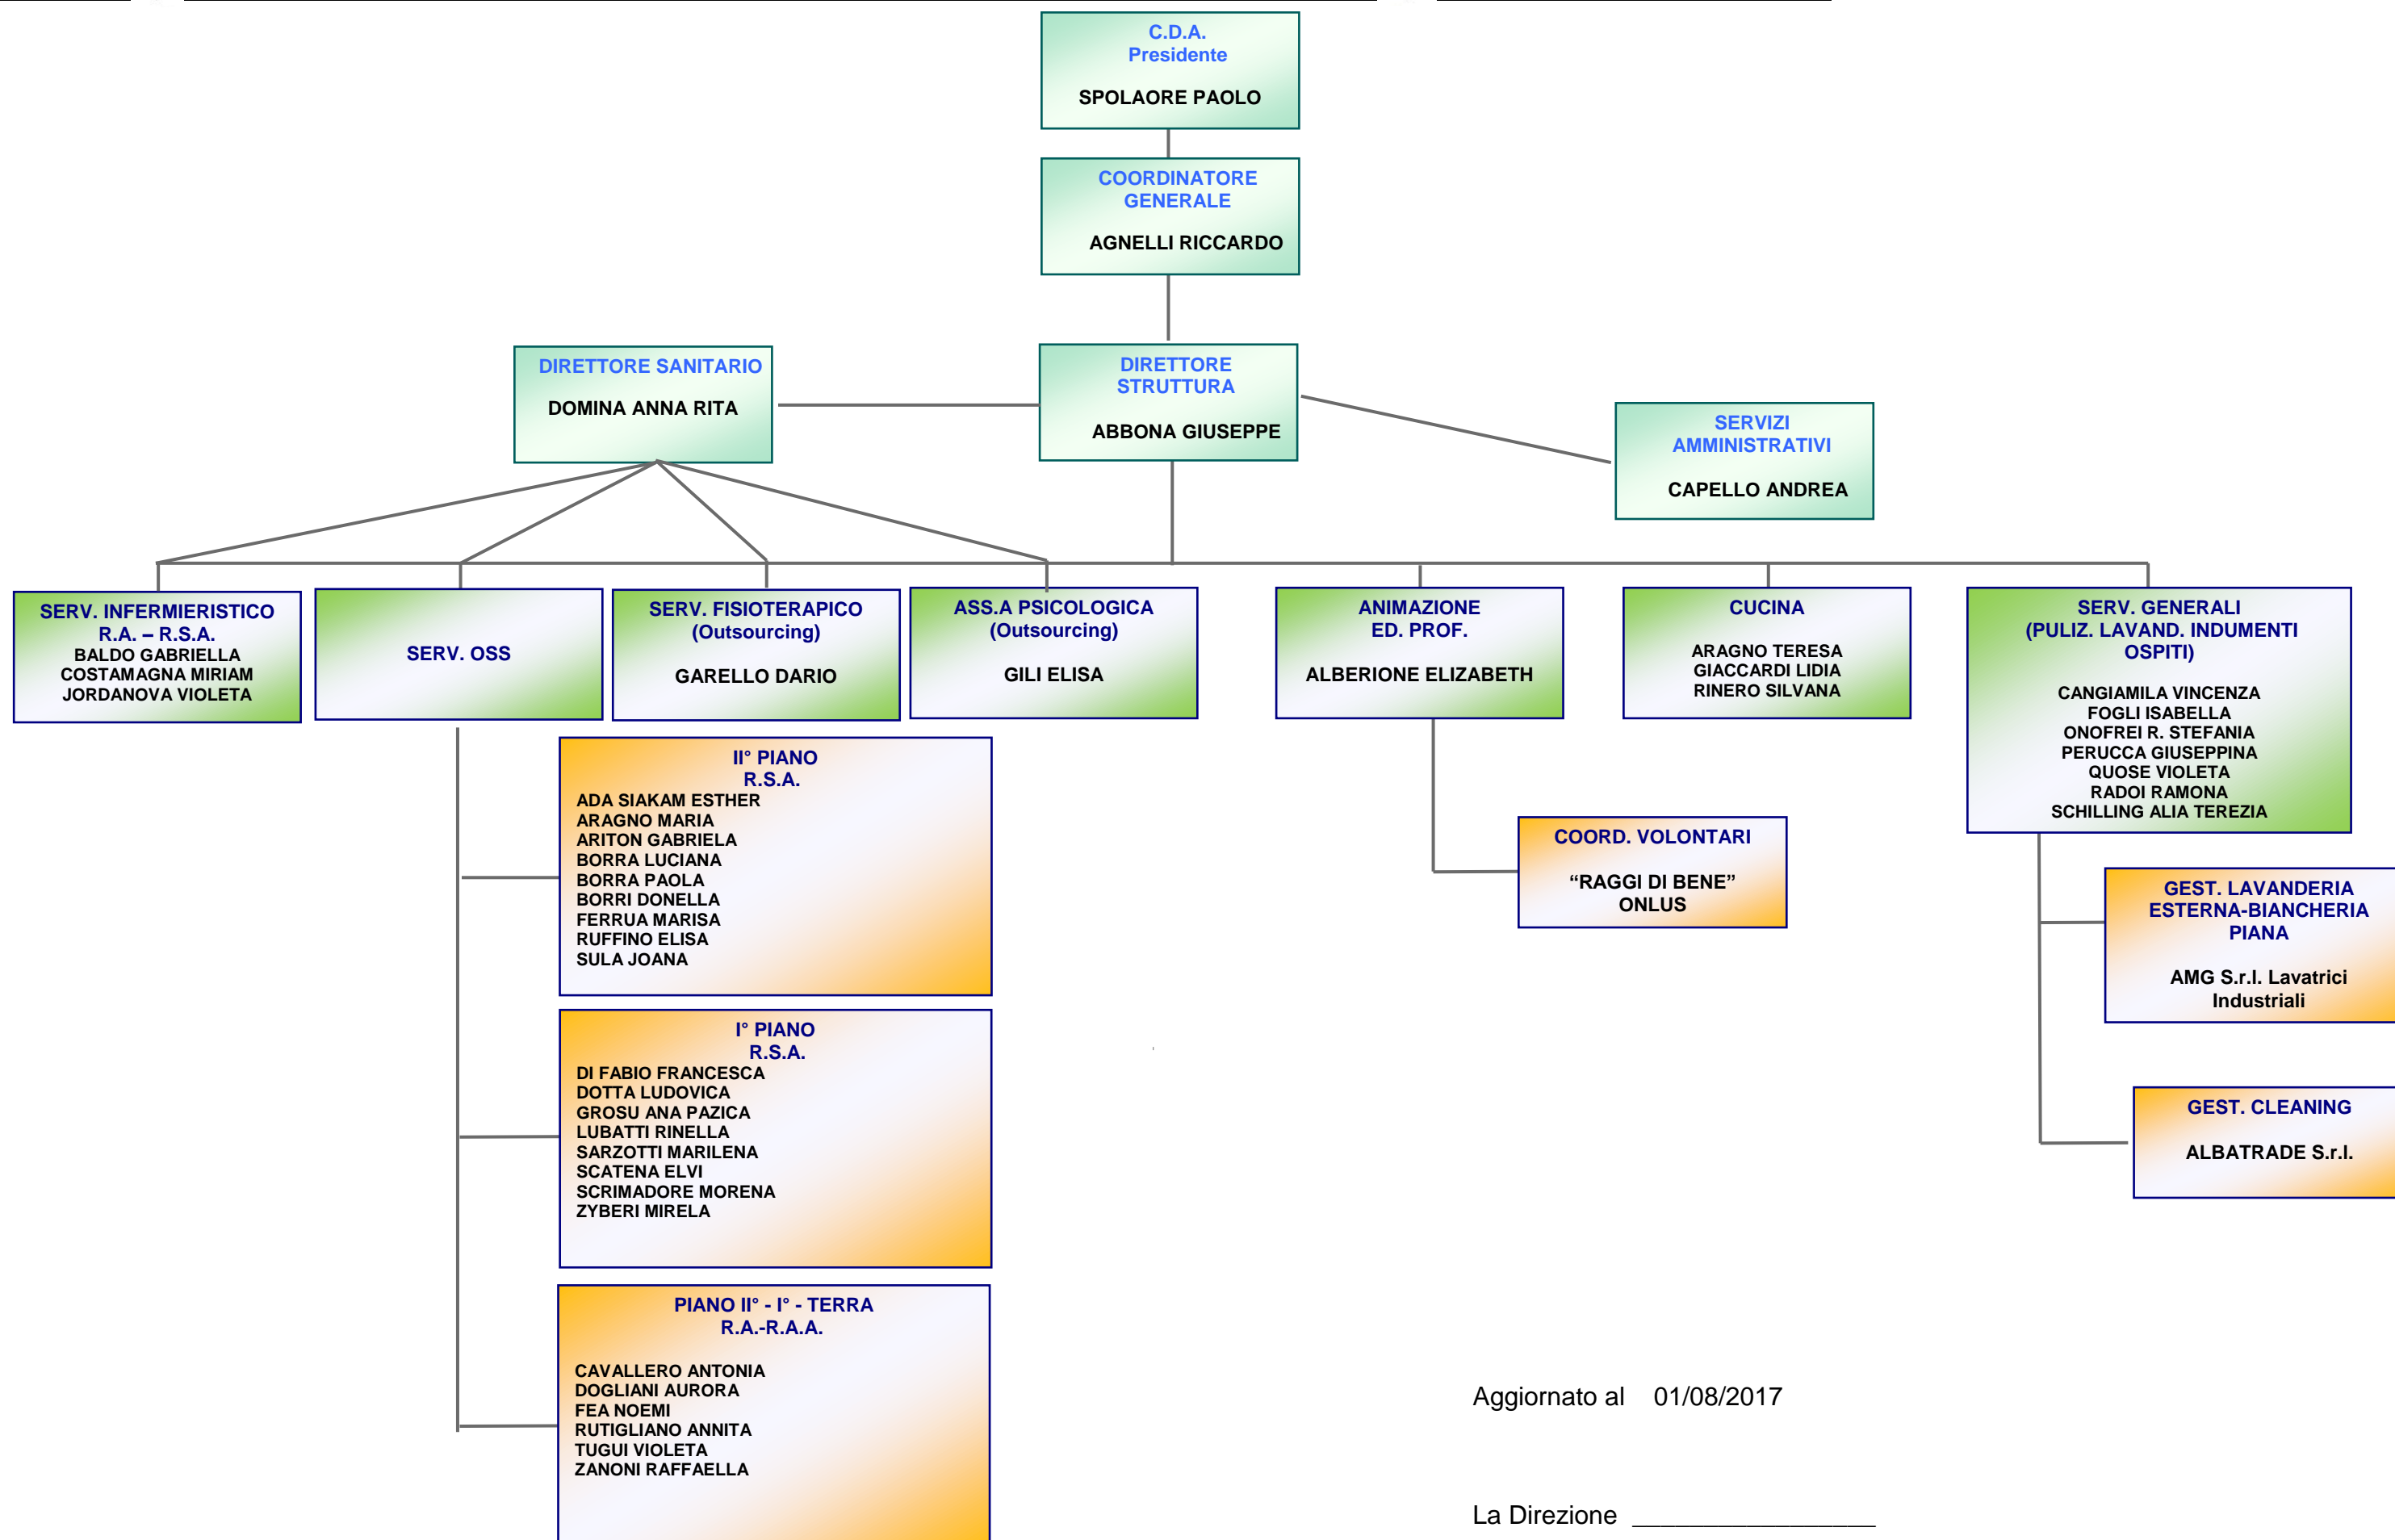 C.D.A.
Presidente
SPOLAORE PAOLO
COORDINATORE
GENERALE
AGNELLI RICCARDO
DIRETTORE SANITARIO
DOMINA ANNA RITA
DIRETTORE
STRUTTURA
ABBONA GIUSEPPE
SERVIZI
AMMINISTRATIVI
CAPELLO ANDREA
SERV. INFERMIERISTICO
R.A. – R.S.A.
BALDO GABRIELLA
COSTAMAGNA MIRIAM
JORDANOVA VIOLETA
SERV. OSS
SERV. FISIOTERAPICO
(Outsourcing)
GARELLO DARIO
ASS.A PSICOLOGICA
(Outsourcing)
GILI ELISA
ANIMAZIONE
ED. PROF.
ALBERIONE ELIZABETH
CUCINA
ARAGNO TERESA
GIACCARDI LIDIA
RINERO SILVANA
SERV. GENERALI
(PULIZ. LAVAND. INDUMENTI
OSPITI)
CANGIAMILA VINCENZA
FOGLI ISABELLA
ONOFREI R. STEFANIA
PERUCCA GIUSEPPINA
QUOSE VIOLETA
RADOI RAMONA
SCHILLING ALIA TEREZIA
II° PIANO
R.S.A.
ADA SIAKAM ESTHER
ARAGNO MARIA
ARITON GABRIELA
BORRA LUCIANA
BORRA PAOLA
BORRI DONELLA
FERRUA MARISA
RUFFINO ELISA
SULA JOANA
COORD. VOLONTARI
“RAGGI DI BENE”
ONLUS
GEST. LAVANDERIA
ESTERNA-BIANCHERIA
PIANA
AMG S.r.l. Lavatrici
Industriali
I° PIANO
R.S.A.
DI FABIO FRANCESCA
DOTTA LUDOVICA
GROSU ANA PAZICA
LUBATTI RINELLA
SARZOTTI MARILENA
SCATENA ELVI
SCRIMADORE MORENA
ZYBERI MIRELA
GEST. CLEANING
ALBATRADE S.r.l.
PIANO II° - I° - TERRA
R.A.-R.A.A.
CAVALLERO ANTONIA
DOGLIANI AURORA
FEA NOEMI
RUTIGLIANO ANNITA
TUGUI VIOLETA
ZANONI RAFFAELLA
Aggiornato al 01/08/2017
La Direzione _________________